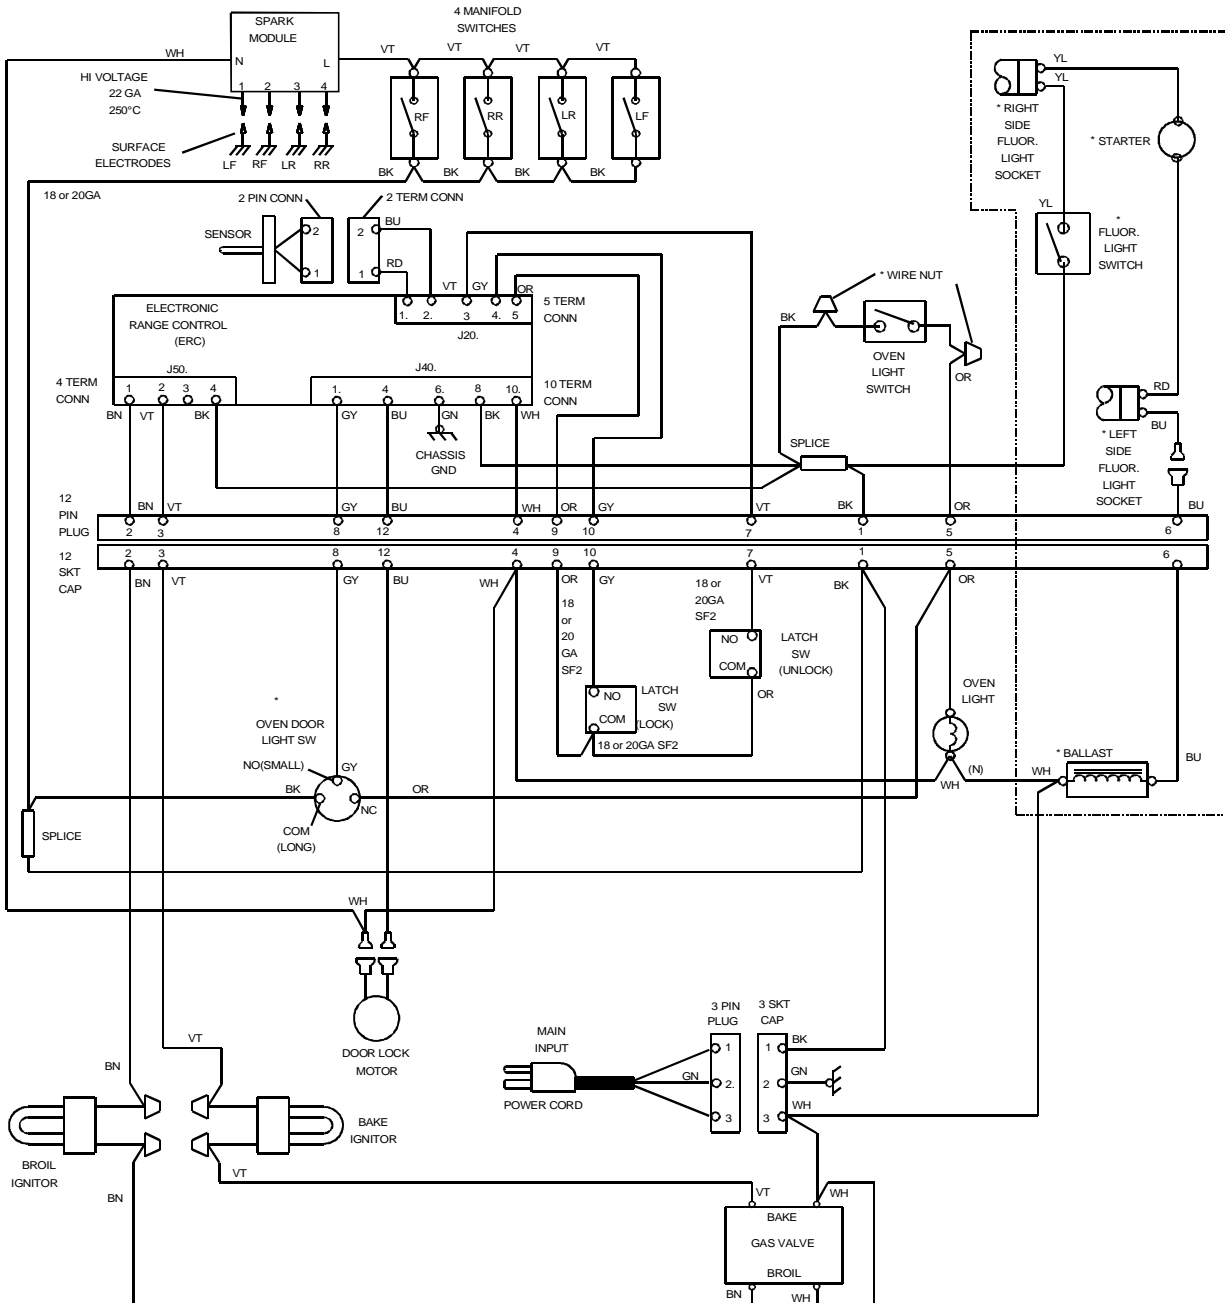 4 MANIFOLD
SWITCHES
SPARK
MODULE
WH
N
L
VT
VT
VT
VT
YL
YL
HI VOLTAGE
22 GA
250°C
1
2
3
4
RF
RR
LR
LF
* RIGHT
SIDE
FLUOR.
LIGHT
SOCKET
* STARTER
SURFACE
ELECTRODES
LF
RF
LR
RR
BK
BK
BK
BK
18 or 20GA
2 PIN CONN
2 TERM CONN
YL
*
FLUOR.
LIGHT
SWITCH
SENSOR
2
1
2
1
BU
RD
VT
GY
OR
* WIRE NUT
ELECTRONIC
RANGE CONTROL
(ERC)
1.
2.
3
4.
5
5 TERM
CONN
J20.
BK
OVEN
LIGHT
SWITCH
OR
J50.
J40.
4 TERM
CONN
1
2
3
4
1.
4
6.
8
10.
10 TERM
CONN
BN
VT
BK
GY
BU
GN
BK
WH
RD
BU
CHASSIS
GND
SPLICE
* LEFT
SIDE
FLUOR.
LIGHT
SOCKET
12
PIN
PLUG
BN
VT
GY
BU
WH
OR
GY
VT
BK
OR
BU
2
3
8
12
4
9
10
7
1
5
6
12
SKT
CAP
2
3
8
12
4
9
10
7
1
5
6
BN
VT
GY
BU
WH
OR
GY
VT
BK
OR
18
or
20
GA
SF2
18 or
20GA
SF2
NO
COM
LATCH
SW
(UNLOCK)
OR
NO
COM
LATCH
SW
(LOCK)
18 or 20GA SF2
OVEN
LIGHT
*
OVEN DOOR
LIGHT SW
NO(SMALL)
GY
BK
OR
NC
COM
(LONG)
WH
(N)
WH
* BALLAST
BU
SPLICE
WH
DOOR LOCK
MOTOR
3 PIN
PLUG
3 SKT
CAP
MAIN
INPUT
POWER CORD
GN
1
2.
3
1
2
3
BK
GN
WH
VT
BN
BROIL
IGNITOR
BAKE
IGNITOR
BN
VT
VT
WH
BAKE
GAS VALVE
BROIL
BN
WH